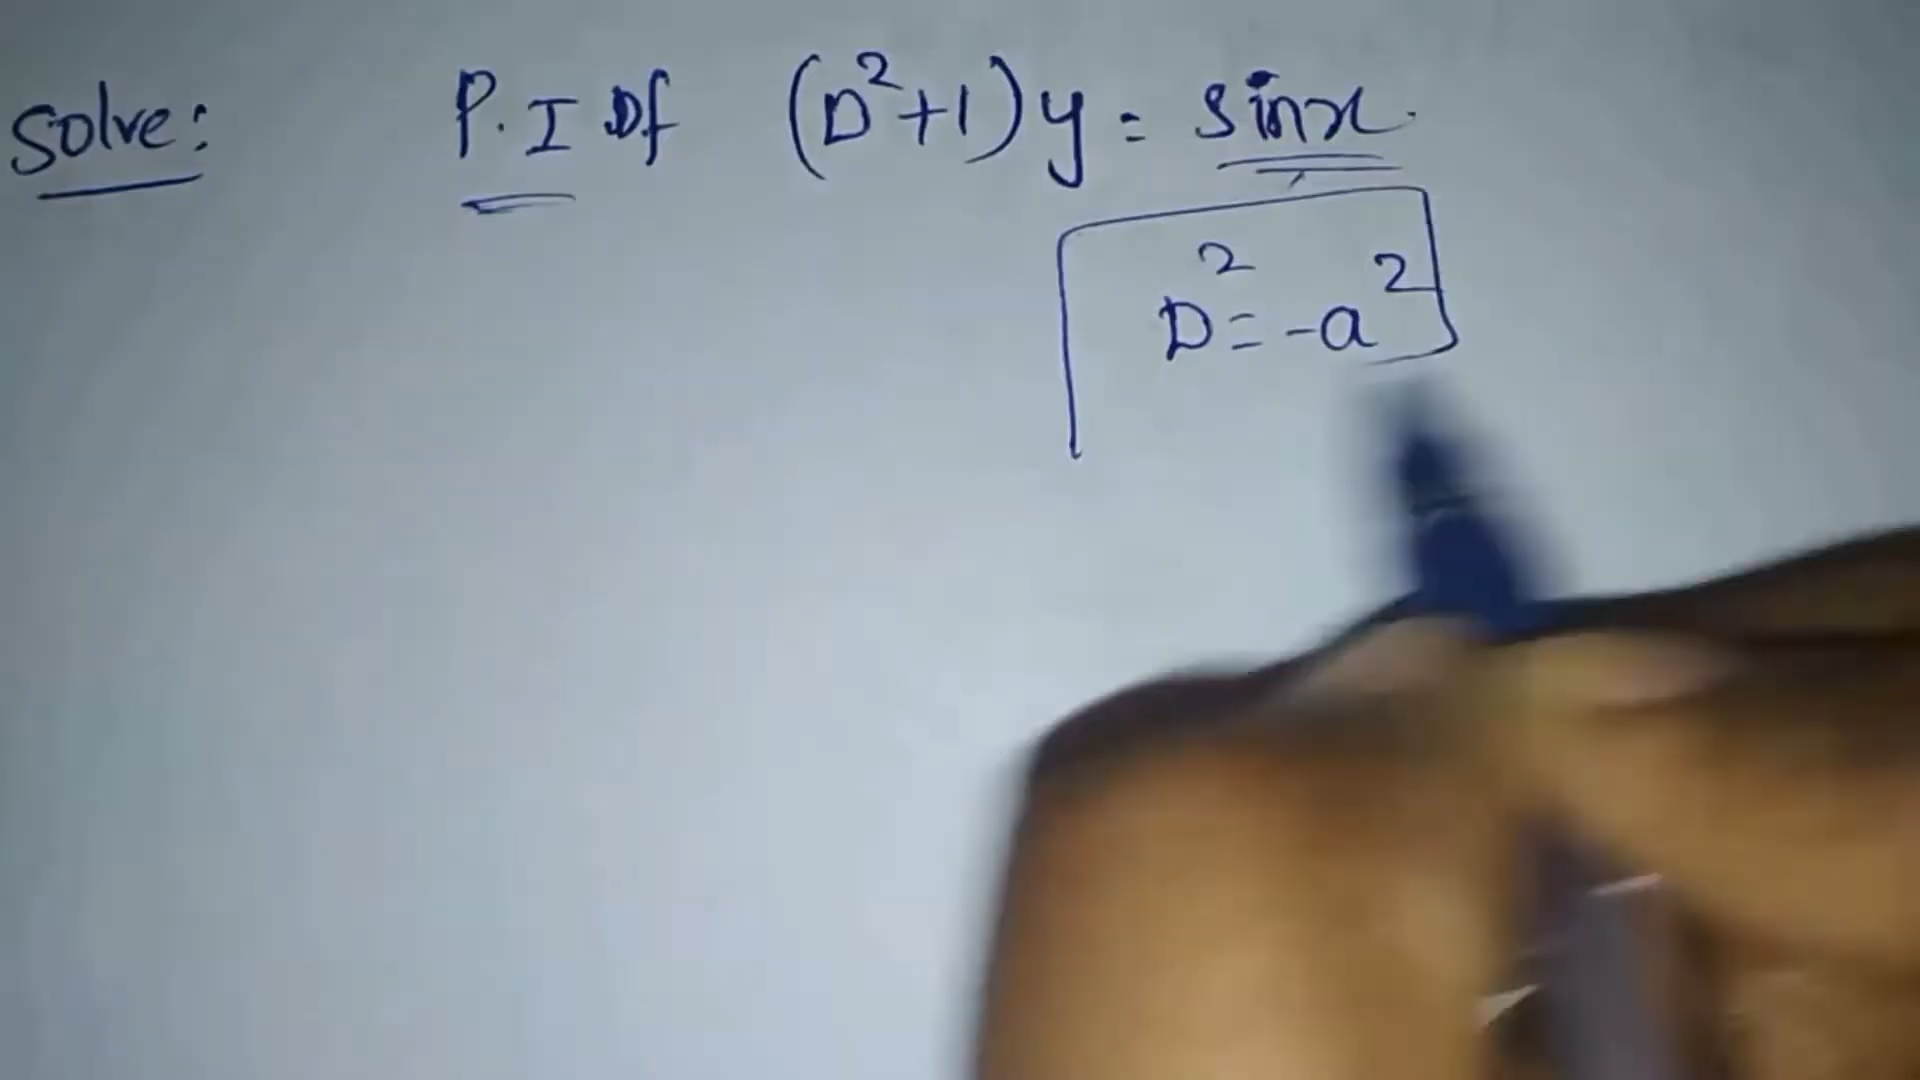 Solve: P.I Of (D²+1)y = sinx.
D² = -a²